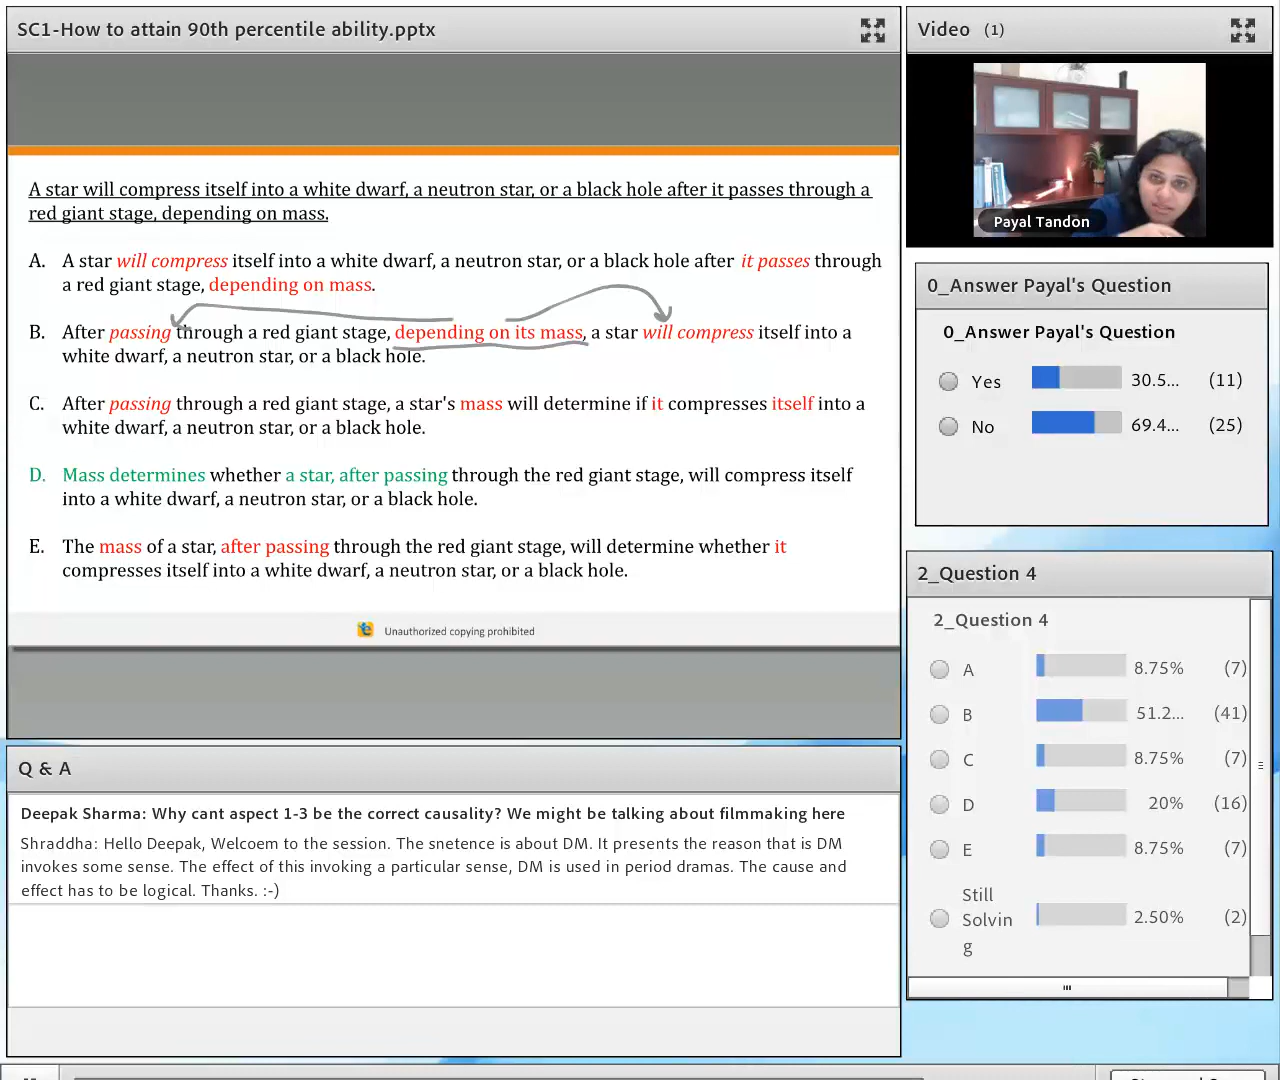 SC1-How to attain 90th percentile ability.pptx
A star will compress itself into a white dwarf, a neutron star, or a black hole after it passes through a
red giant stage, depending on mass.
A. A star will compress itself into a white dwarf, a neutron star, or a black hole after it passes through
a red giant stage, depending on mass.
B. After passing through a red giant stage, depending on its mass, a star will compress itself into a
white dwarf, a neutron star, or a black hole.
C. After passing through a red giant stage, a star's mass will determine if it compresses itself into a
white dwarf, a neutron star, or a black hole.
D. Mass determines whether a star, after passing through the red giant stage, will compress itself
into a white dwarf, a neutron star, or a black hole.
E. The mass of a star, after passing through the red giant stage, will determine whether it
compresses itself into a white dwarf, a neutron star, or a black hole.
Unauthorized copying prohibited
Q & A
Deepak Sharma: Why cant aspect 1-3 be the correct causality? We might be talking about filmmaking here
Shraddha: Hello Deepak, Welcoem to the session. The snetence is about DM. It presents the reason that is DM
invokes some sense. The effect of this invoking a particular sense, DM is used in period dramas. The cause and
effect has to be logical. Thanks. :-)
Video (1)
Payal Tandon
0_Answer Payal's Question
0_Answer Payal's Question
Yes 30.5... (11)
No 69.4... (25)
2_Question 4
2_Question 4
A 8.75% (7)
B 51.2... (41)
C 8.75% (7)
D 20% (16)
E 8.75% (7)
Still
Solvin
g 2.50% (2)